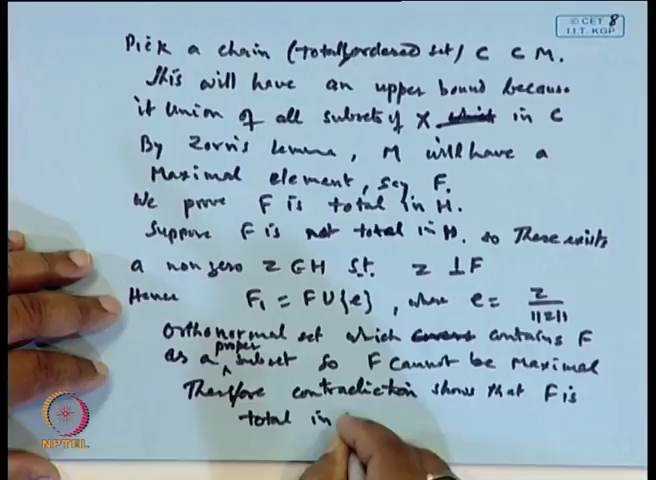 © CET 8
I.I.T. KGP
Pick a chain (totally ordered set) C ⊂ M.
This will have an upper bound because
it Union of all subsets of X in C
By Zorn's lemma, M will have a
Maximal element, say F.
We prove F is total in H.
Suppose F is not total in H. so There exists
a non zero z ∈ H s.t. z ⊥ F
Hence F₁ = F ∪ {e}, where e = z / ||z||
Orthonormal set which contains F
as a proper subset so F cannot be Maximal
Therefore contradiction shows that F is
total in
NPTEL